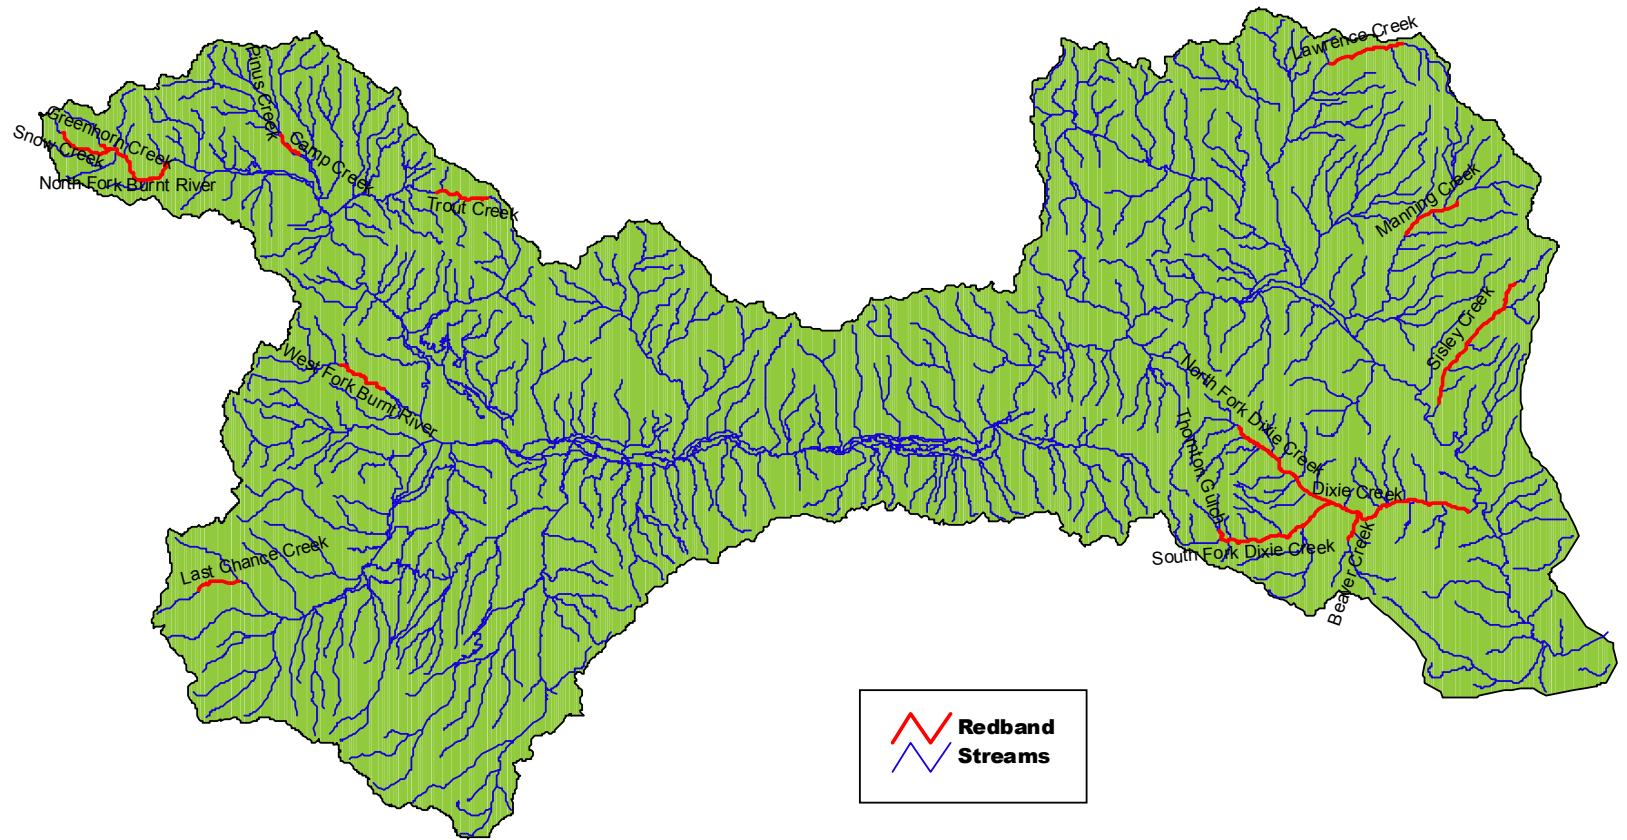 Lawrence Creek
Pinus Creek
Greenhorn Creek
Snow Creek
Camp Creek
North Fork Burnt River
Trout Creek
Manning Creek
Sisley Creek
West Fork Burnt River
North Fork Dixie Creek
Thornton Gulch
Dixie Creek
Last Chance Creek
South Fork Dixie Creek
Beaver Creek
Redband
Streams